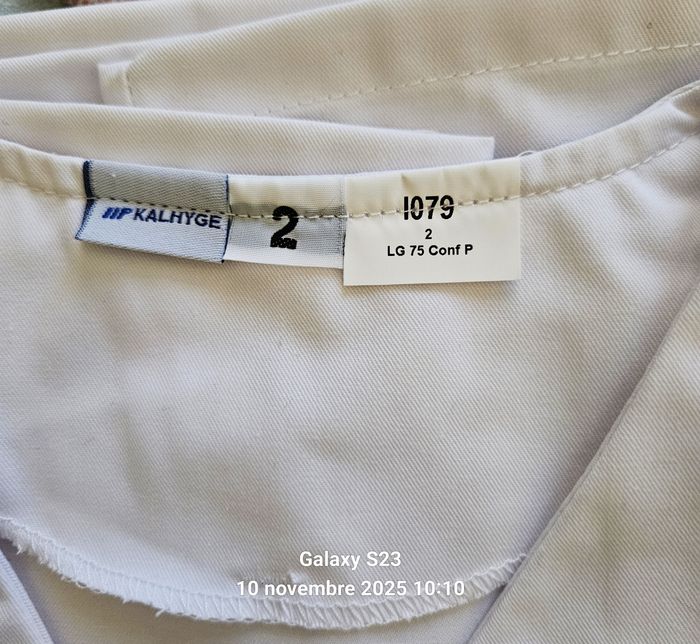 KALHYGE
2
I079
2
LG 75 Conf P
Galaxy S23
10 novembre 2025 10:10